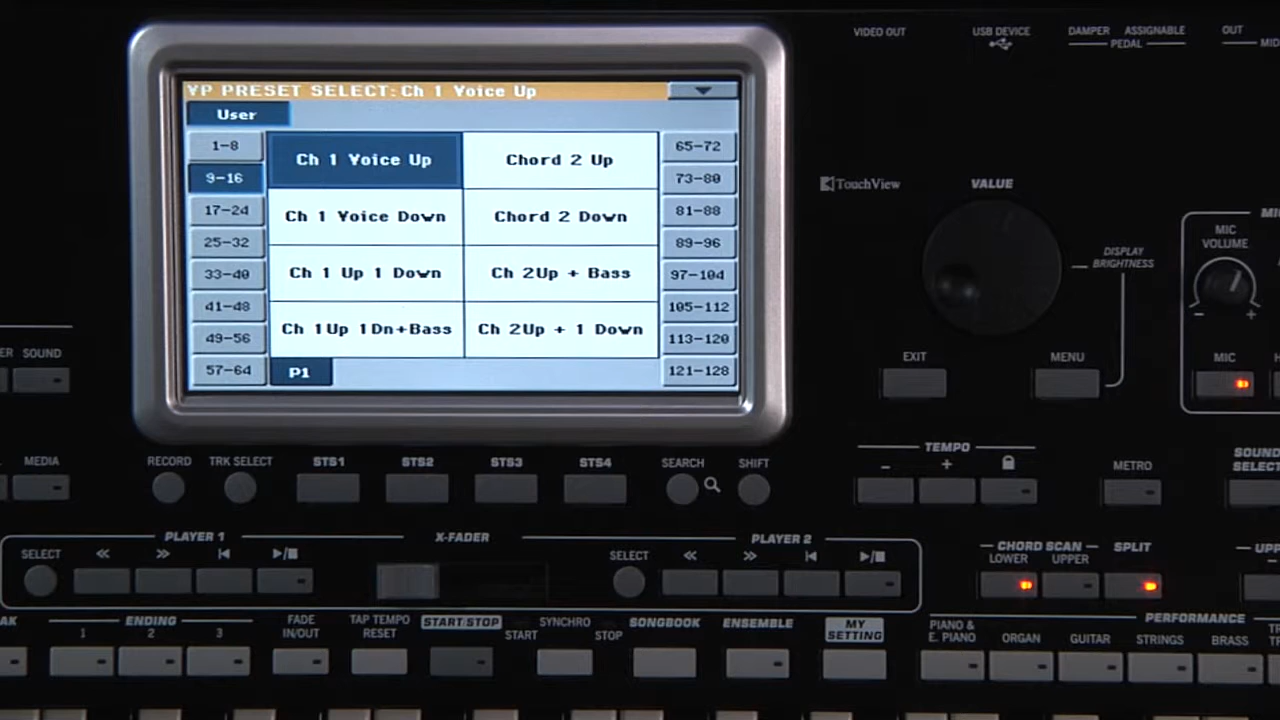 VIDEO OUT
USB DEVICE
DAMPER
ASSIGNABLE
PEDAL
OUT
VP PRESET SELECT:Ch 1 Voice Up
User
1-8
9-16
17-24
25-32
33-40
41-48
49-56
57-64
Ch 1 Voice Up
Chord 2 Up
Ch 1 Voice Down
Chord 2 Down
Ch 1 Up 1 Down
Ch 2Up + Bass
Ch 1Up 1Dn+Bass
Ch 2Up + 1 Down
P1
65-72
73-80
81-88
89-96
97-104
105-112
113-120
121-128
TouchView
VALUE
DISPLAY
BRIGHTNESS
MIC
VOLUME
- +
EXIT
MENU
MIC
SOUND
MEDIA
RECORD
TRK SELECT
STS1
STS2
STS3
STS4
SEARCH
SHIFT
TEMPO
- +
METRO
SOUND
SELECT
PLAYER 1
X-FADER
PLAYER 2
SELECT
SELECT
CHORD SCAN
LOWER
UPPER
SPLIT
ENDING
1 2 3
FADE
IN/OUT
TAP TEMPO
RESET
START STOP
SYNCHRO
START
STOP
SONGBOOK
ENSEMBLE
MY
SETTING
PERFORMANCE
PIANO &
E. PIANO
ORGAN
GUITAR
STRINGS
BRASS